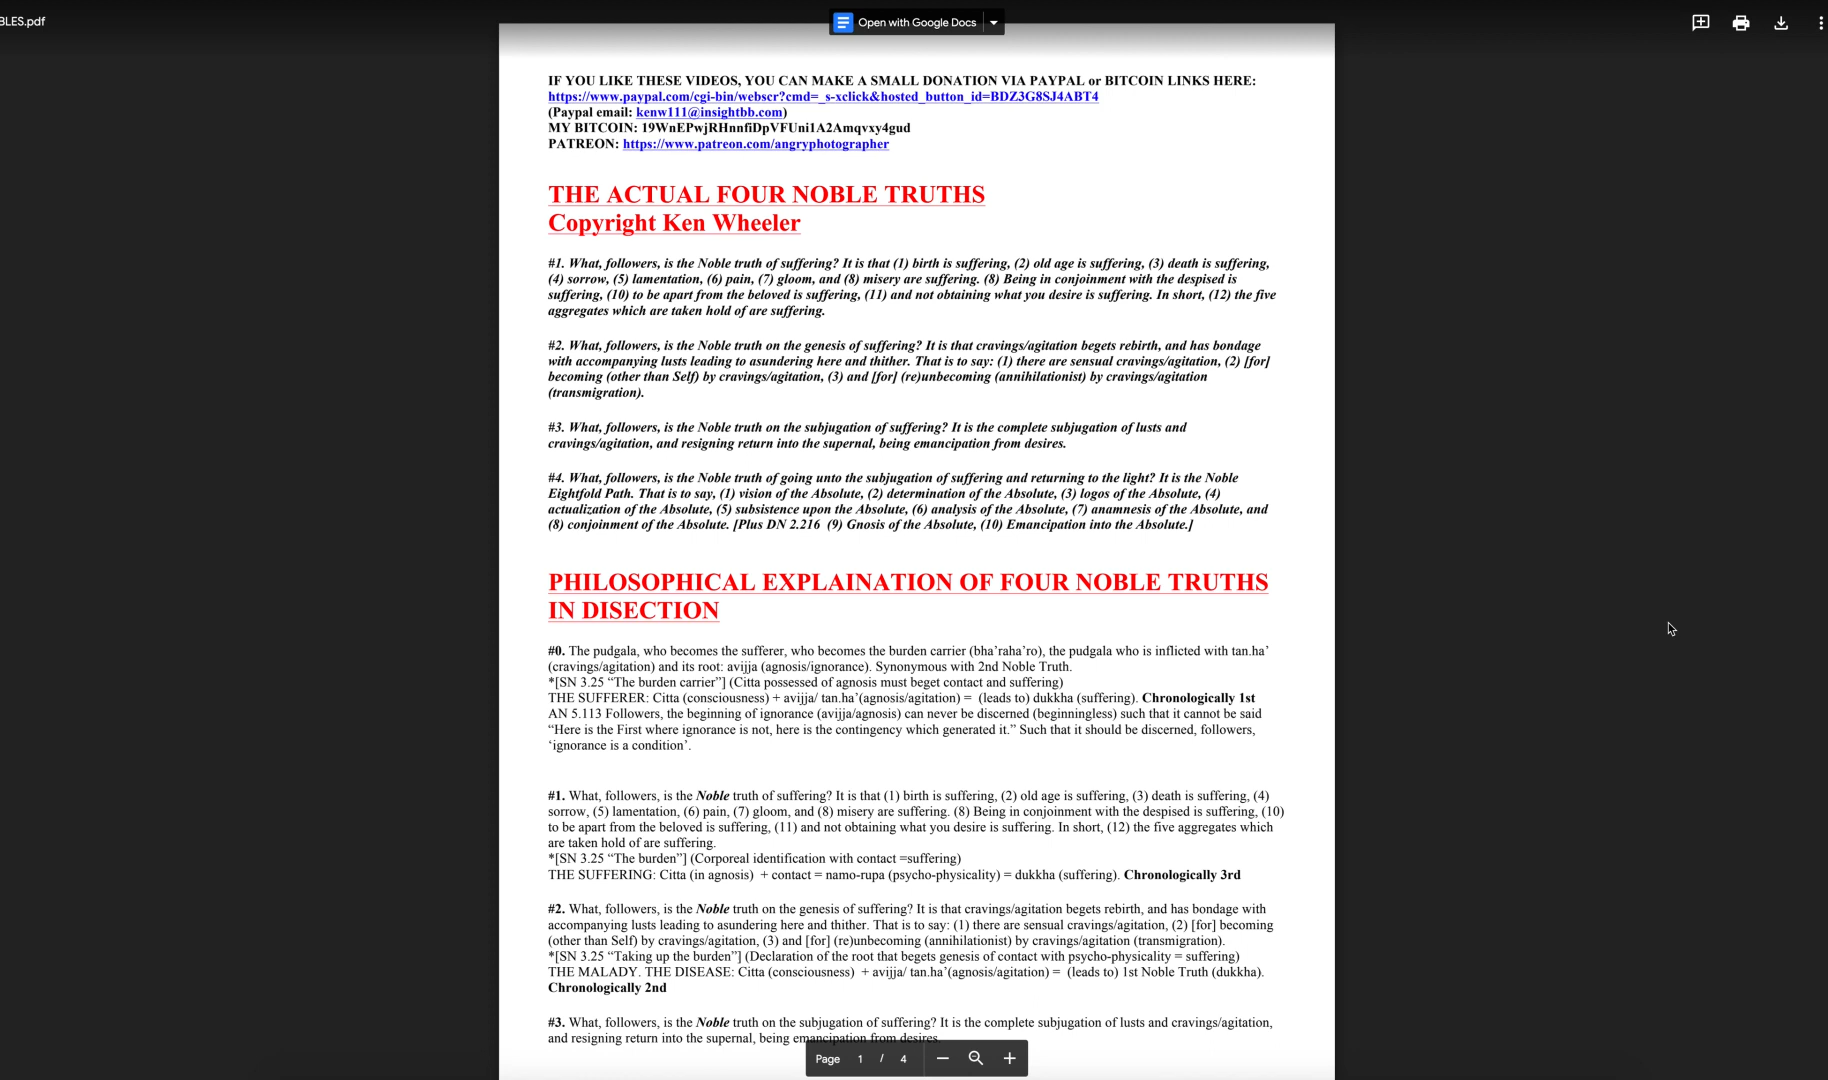 BLES.pdf
Open with Google Docs
IF YOU LIKE THESE VIDEOS, YOU CAN MAKE A SMALL DONATION VIA PAYPAL or BITCOIN LINKS HERE:
https://www.paypal.com/cgi-bin/webscr?cmd=_s-xclick&hosted_button_id=BDZ3G8SJ4ABT4
(Paypal email: kenw111@insightbb.com)
MY BITCOIN: 19WnEPwjRHnnfiDpVFUni1A2Amqvxy4gud
PATREON: https://www.patreon.com/angryphotographer
THE ACTUAL FOUR NOBLE TRUTHS
Copyright Ken Wheeler
#1. What, followers, is the Noble truth of suffering? It is that (1) birth is suffering, (2) old age is suffering, (3) death is suffering,
(4) sorrow, (5) lamentation, (6) pain, (7) gloom, and (8) misery are suffering. (8) Being in conjoinment with the despised is
suffering, (10) to be apart from the beloved is suffering, (11) and not obtaining what you desire is suffering. In short, (12) the five
aggregates which are taken hold of are suffering.
#2. What, followers, is the Noble truth on the genesis of suffering? It is that cravings/agitation begets rebirth, and has bondage
with accompanying lusts leading to asundering here and thither. That is to say: (1) there are sensual cravings/agitation, (2) [for]
becoming (other than Self) by cravings/agitation, (3) and [for] (re)unbecoming (annihilationist) by cravings/agitation
(transmigration).
#3. What, followers, is the Noble truth on the subjugation of suffering? It is the complete subjugation of lusts and
cravings/agitation, and resigning return into the supernal, being emancipation from desires.
#4. What, followers, is the Noble truth of going unto the subjugation of suffering and returning to the light? It is the Noble
Eightfold Path. That is to say, (1) vision of the Absolute, (2) determination of the Absolute, (3) logos of the Absolute, (4)
actualization of the Absolute, (5) subsistence upon the Absolute, (6) analysis of the Absolute, (7) anamnesis of the Absolute, and
(8) conjoinment of the Absolute. [Plus DN 2.216 (9) Gnosis of the Absolute, (10) Emancipation into the Absolute.]
PHILOSOPHICAL EXPLAINATION OF FOUR NOBLE TRUTHS
IN DISECTION
#0. The pudgala, who becomes the sufferer, who becomes the burden carrier (bha’raha’ro), the pudgala who is inflicted with tan.ha’
(cravings/agitation) and its root: avijja (agnosis/ignorance). Synonymous with 2nd Noble Truth.
*[SN 3.25 “The burden carrier”] (Citta possessed of agnosis must beget contact and suffering)
THE SUFFERER: Citta (consciousness) + avijja/ tan.ha’(agnosis/agitation) = (leads to) dukkha (suffering). Chronologically 1st
AN 5.113 Followers, the beginning of ignorance (avijja/agnosis) can never be discerned (beginningless) such that it cannot be said
“Here is the First where ignorance is not, here is the contingency which generated it.” Such that it should be discerned, followers,
‘ignorance is a condition’.
#1. What, followers, is the Noble truth of suffering? It is that (1) birth is suffering, (2) old age is suffering, (3) death is suffering, (4)
sorrow, (5) lamentation, (6) pain, (7) gloom, and (8) misery are suffering. (8) Being in conjoinment with the despised is suffering, (10)
to be apart from the beloved is suffering, (11) and not obtaining what you desire is suffering. In short, (12) the five aggregates which
are taken hold of are suffering.
*[SN 3.25 “The burden”] (Corporeal identification with contact =suffering)
THE SUFFERING: Citta (in agnosis) + contact = namo-rupa (psycho-physicality) = dukkha (suffering). Chronologically 3rd
#2. What, followers, is the Noble truth on the genesis of suffering? It is that cravings/agitation begets rebirth, and has bondage with
accompanying lusts leading to asundering here and thither. That is to say: (1) there are sensual cravings/agitation, (2) [for] becoming
(other than Self) by cravings/agitation, (3) and [for] (re)unbecoming (annihilationist) by cravings/agitation (transmigration).
*[SN 3.25 “Taking up the burden”] (Declaration of the root that begets genesis of contact with psycho-physicality = suffering)
THE MALADY. THE DISEASE: Citta (consciousness) + avijja/ tan.ha’(agnosis/agitation) = (leads to) 1st Noble Truth (dukkha).
Chronologically 2nd
#3. What, followers, is the Noble truth on the subjugation of suffering? It is the complete subjugation of lusts and cravings/agitation,
and resigning return into the supernal, being emancipation from desires.
Page 1 / 4